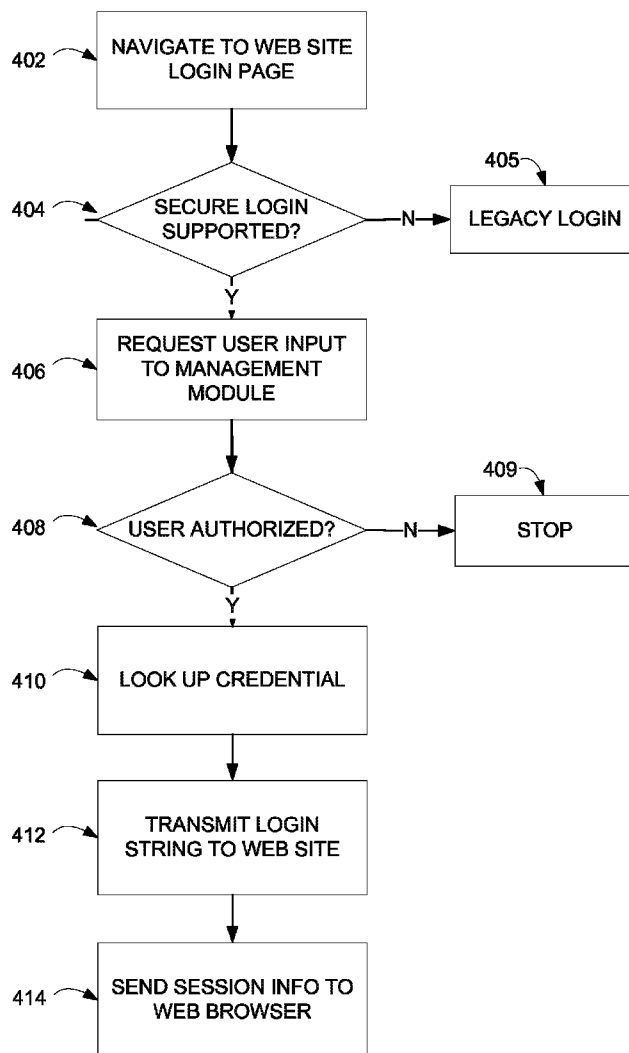 402
NAVIGATE TO WEB SITE
LOGIN PAGE
404
SECURE LOGIN
SUPPORTED?
N
405
LEGACY LOGIN
Y
406
REQUEST USER INPUT
TO MANAGEMENT
MODULE
408
USER AUTHORIZED?
N
409
STOP
Y
410
LOOK UP CREDENTIAL
412
TRANSMIT LOGIN
STRING TO WEB SITE
414
SEND SESSION INFO TO
WEB BROWSER